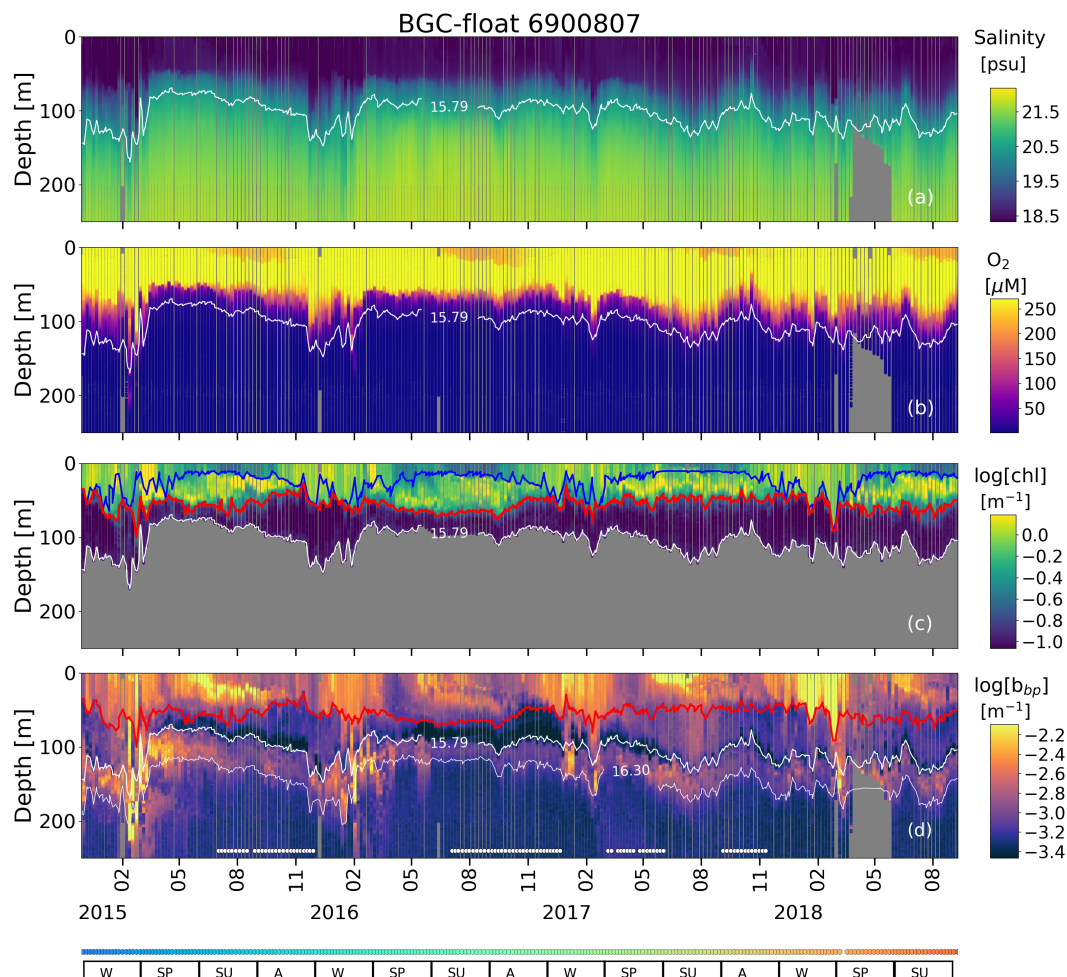 BGC-float 6900807
0
100
200
Depth [m]
15.79
(a)
Salinity
[psu]
21.5
20.5
19.5
18.5
0
100
200
Depth [m]
15.79
(b)
O2
[μM]
250
200
150
100
50
0
100
200
Depth [m]
15.79
(c)
log[chl]
[m−1]
0.0
−0.2
−0.4
−0.6
−0.8
−1.0
0
100
200
Depth [m]
15.79
16.30
(d)
log[bbp]
[m−1]
−2.2
−2.4
−2.6
−2.8
−3.0
−3.2
−3.4
02 05 08 11 02 05 08 11 02 05 08 11 02 05 08
2015 2016 2017 2018
W SP SU A W SP SU A W SP SU A W SP SU